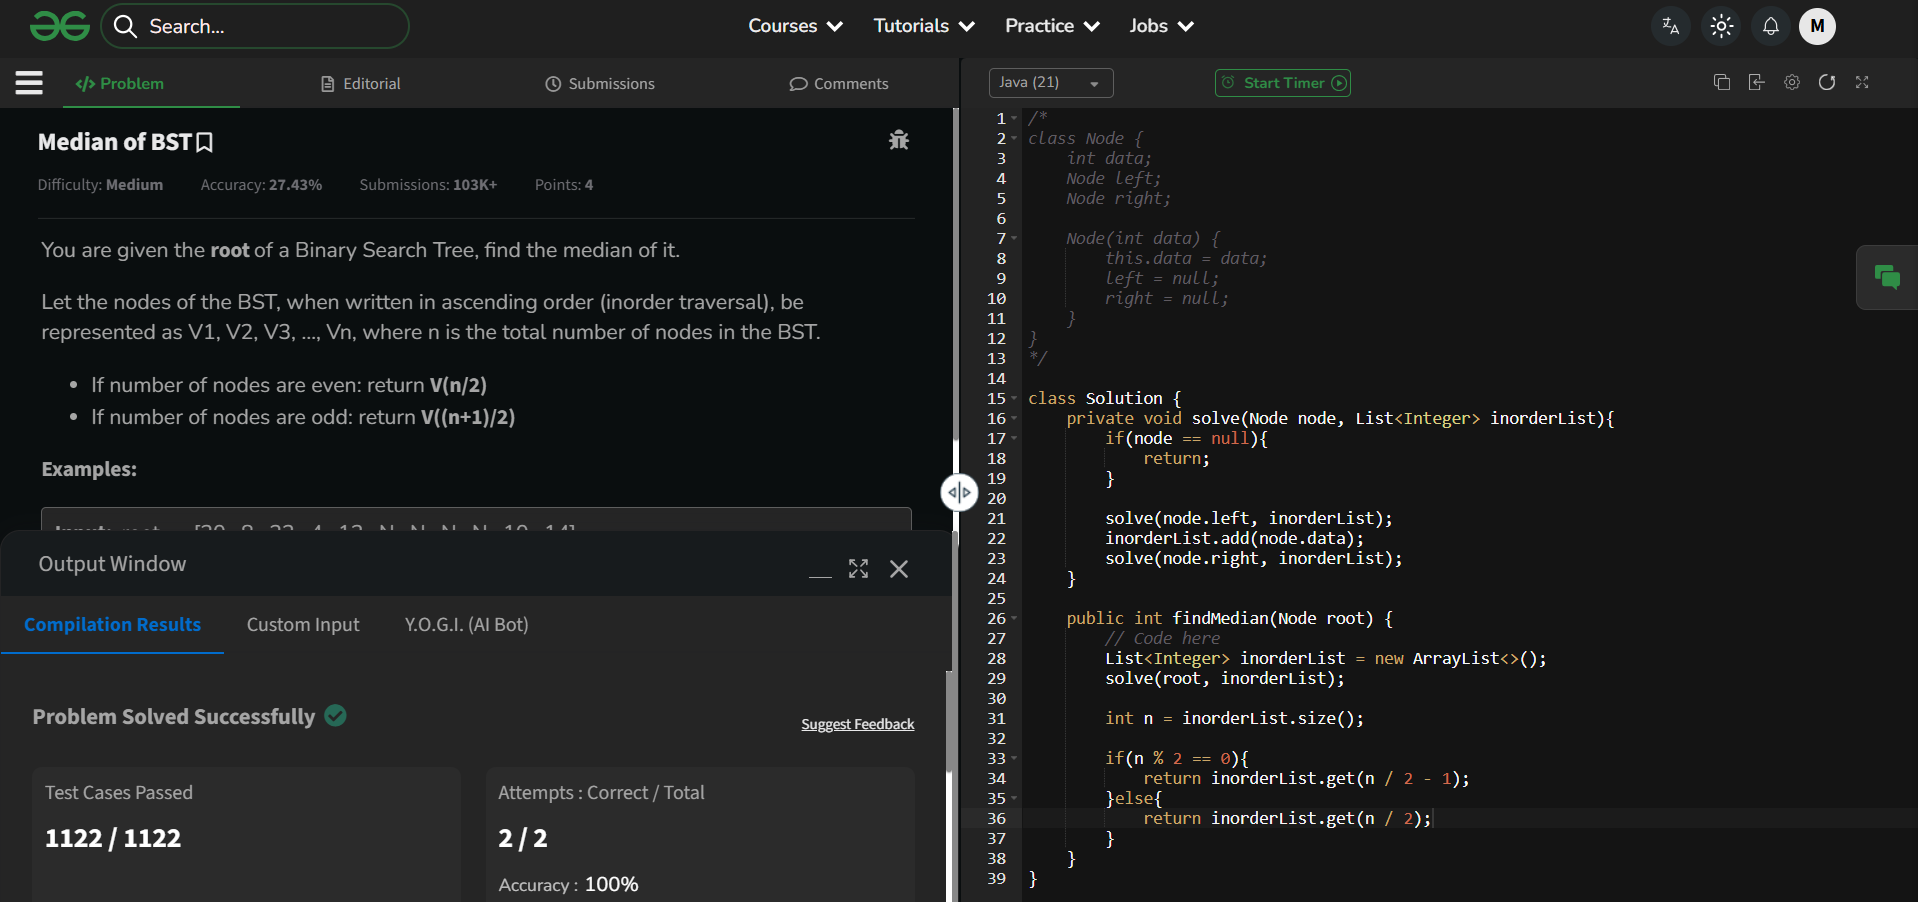 Search...
Courses
Tutorials
Practice
Jobs
M
</> Problem
Editorial
Submissions
Comments
Median of BST
Difficulty: Medium Accuracy: 27.43% Submissions: 103K+ Points: 4
You are given the root of a Binary Search Tree, find the median of it.
Let the nodes of the BST, when written in ascending order (inorder traversal), be
represented as V1, V2, V3, ..., Vn, where n is the total number of nodes in the BST.
• If number of nodes are even: return V(n/2)
• If number of nodes are odd: return V((n+1)/2)
Examples:
Output Window
Compilation Results
Custom Input
Y.O.G.I. (AI Bot)
Problem Solved Successfully
Suggest Feedback
Test Cases Passed
1122 / 1122
Attempts : Correct / Total
2 / 2
Accuracy : 100%
Java (21)
Start Timer
1 /*
2 class Node {
3     int data;
4     Node left;
5     Node right;
6
7     Node(int data) {
8         this.data = data;
9         left = null;
10         right = null;
11     }
12 }
13 */
14
15 class Solution {
16     private void solve(Node node, List<Integer> inorderList){
17         if(node == null){
18             return;
19         }
20
21         solve(node.left, inorderList);
22         inorderList.add(node.data);
23         solve(node.right, inorderList);
24     }
25
26     public int findMedian(Node root) {
27         // Code here
28         List<Integer> inorderList = new ArrayList<>();
29         solve(root, inorderList);
30
31         int n = inorderList.size();
32
33         if(n % 2 == 0){
34             return inorderList.get(n / 2 - 1);
35         }else{
36             return inorderList.get(n / 2);
37         }
38     }
39 }